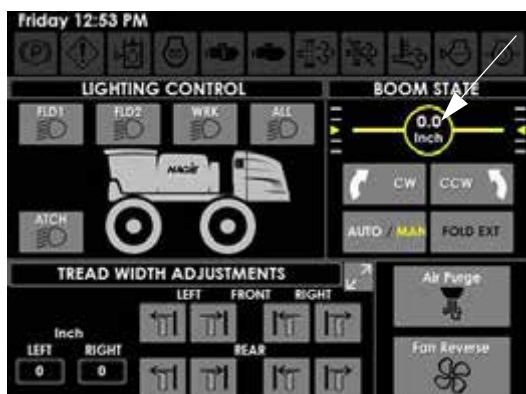 Friday 12:53 PM
LIGHTING CONTROL
FLD1 FLD2 WRK ALL
ATCH
BOOM STATE
0.0
Inch
CW CCW
AUTO / MAN FOLD EXT
TREAD WIDTH ADJUSTMENTS
LEFT FRONT RIGHT
Inch
LEFT RIGHT REAR
0 0
Air Purge
Fan Reverse